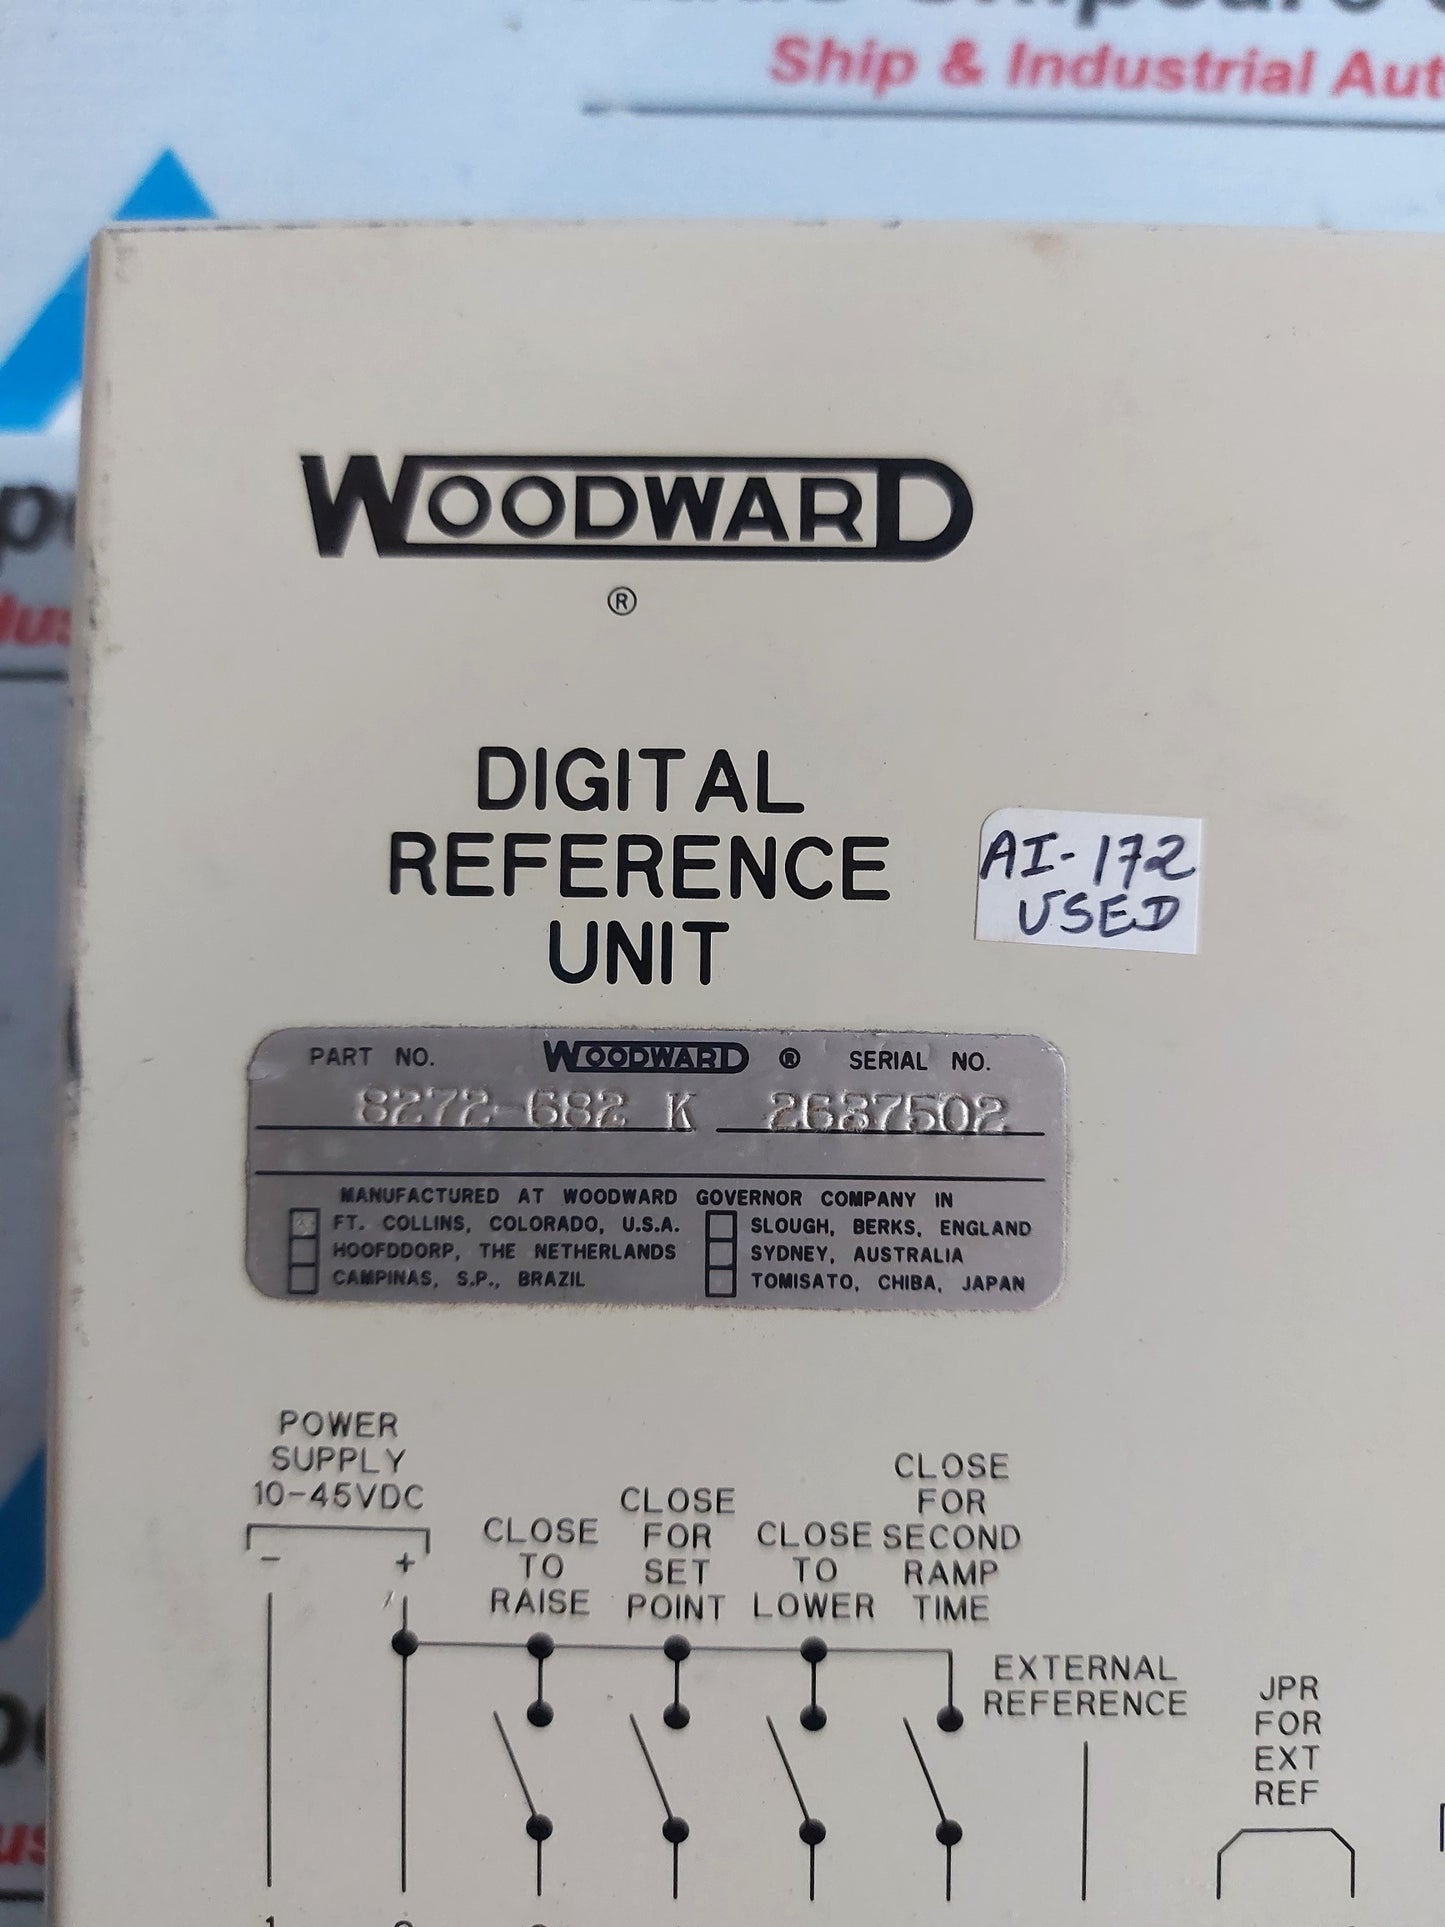 Ship & Industrial Aut
WOODWARD
®
DIGITAL
REFERENCE
UNIT
AI-172
USED
PART NO. WOODWARD ® SERIAL NO.
8272-682 K 2637502
MANUFACTURED AT WOODWARD GOVERNOR COMPANY IN
FT. COLLINS, COLORADO, U.S.A. SLOUGH, BERKS, ENGLAND
HOOFDDORP, THE NETHERLANDS SYDNEY, AUSTRALIA
CAMPINAS, S.P., BRAZIL TOMISATO, CHIBA, JAPAN
POWER
SUPPLY
10-45VDC
- +
CLOSE
TO
RAISE
CLOSE
FOR
SET
POINT
CLOSE
TO
LOWER
CLOSE
FOR
SECOND
RAMP
TIME
EXTERNAL
REFERENCE
JPR
FOR
EXT
REF